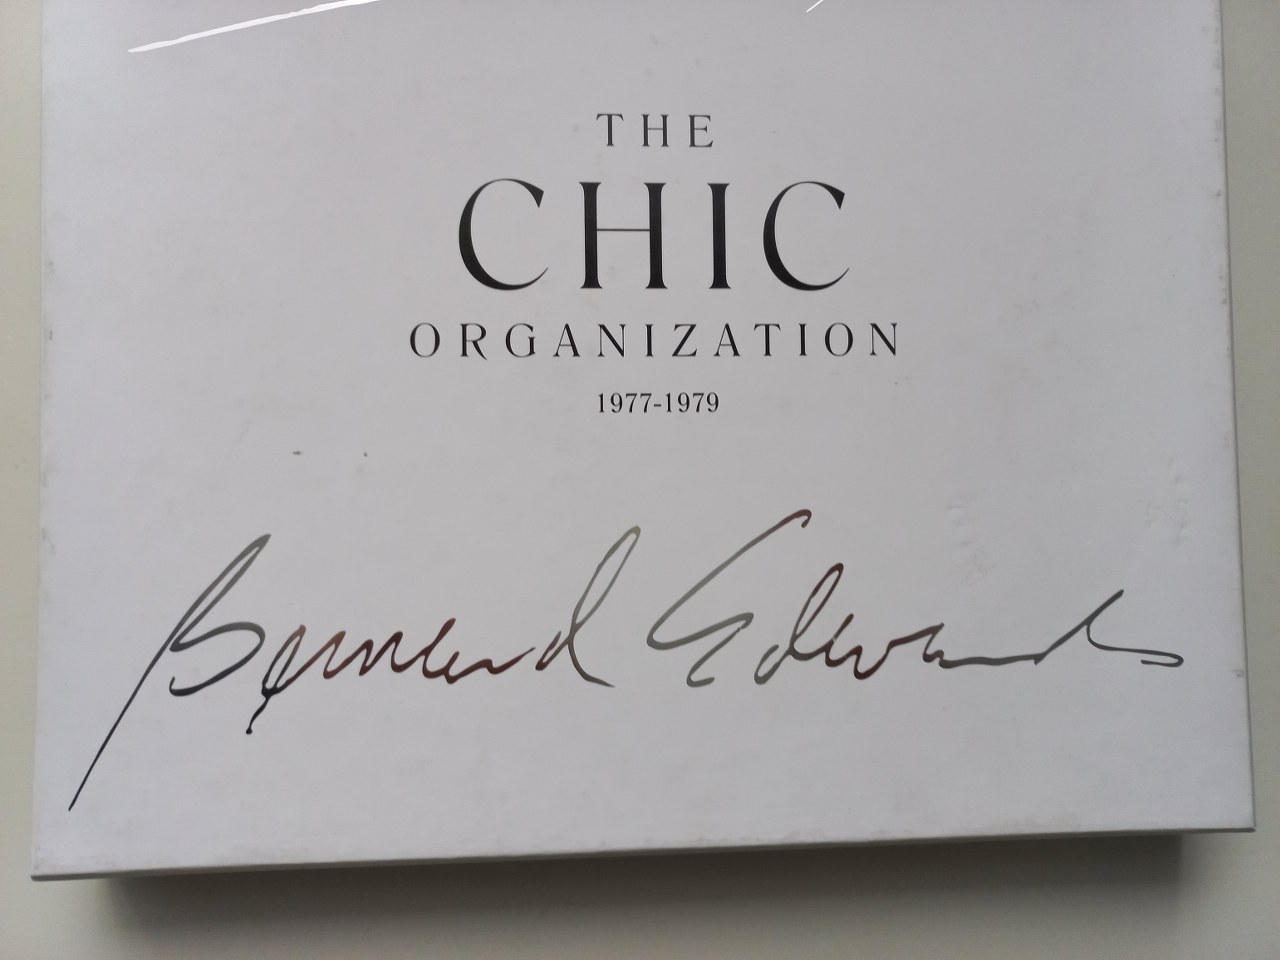 THE
CHIC
ORGANIZATION
1977-1979
Bernard Edwards